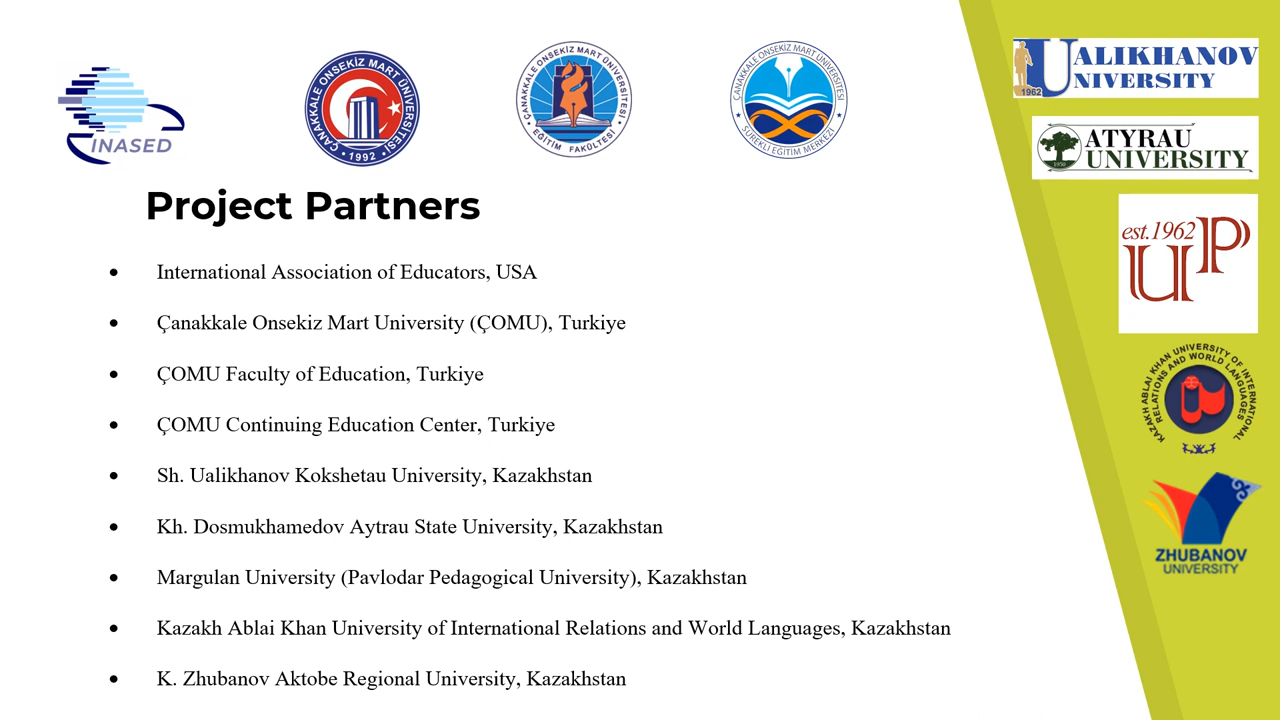 INASED
ÇANAKKALE ONSEKİZ MART ÜNİVERSİTESİ
• 1992 •
ÇANAKKALE ONSEKİZ MART ÜNİVERSİTESİ
EĞİTİM FAKÜLTESİ
ÇANAKKALE ONSEKİZ MART ÜNİVERSİTESİ
SÜREKLİ EĞİTİM MERKEZİ
UALIKHANOV
UNIVERSITY
1962
ATYRAU
UNIVERSITY
1950
est.1962
UP
KAZAKH ABLAI KHAN UNIVERSITY OF INTERNATIONAL
RELATIONS AND WORLD LANGUAGES
ZHUBANOV
UNIVERSITY
Project Partners
• International Association of Educators, USA
• Çanakkale Onsekiz Mart University (ÇOMU), Turkiye
• ÇOMU Faculty of Education, Turkiye
• ÇOMU Continuing Education Center, Turkiye
• Sh. Ualikhanov Kokshetau University, Kazakhstan
• Kh. Dosmukhamedov Aytrau State University, Kazakhstan
• Margulan University (Pavlodar Pedagogical University), Kazakhstan
• Kazakh Ablai Khan University of International Relations and World Languages, Kazakhstan
• K. Zhubanov Aktobe Regional University, Kazakhstan